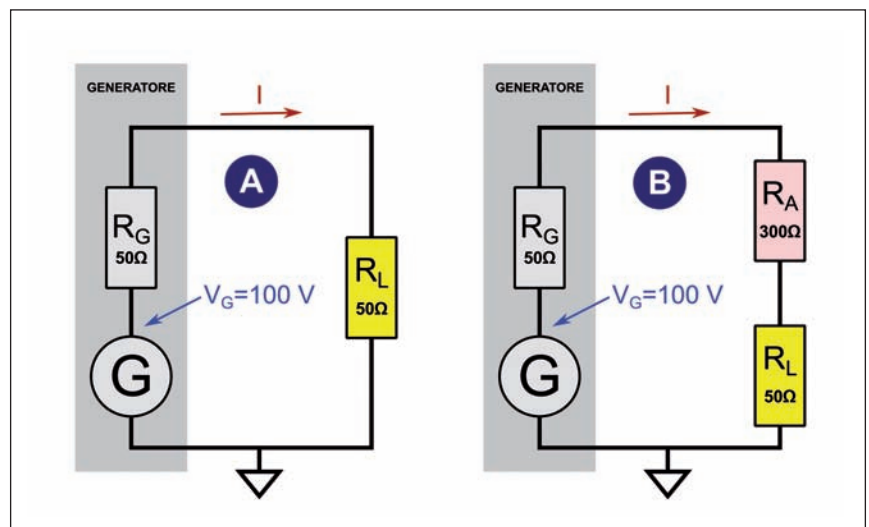 GENERATORE
I
A
R_G
50Ω
V_G=100 V
R_L
50Ω
G
GENERATORE
I
B
R_G
50Ω
R_A
300Ω
V_G=100 V
R_L
50Ω
G